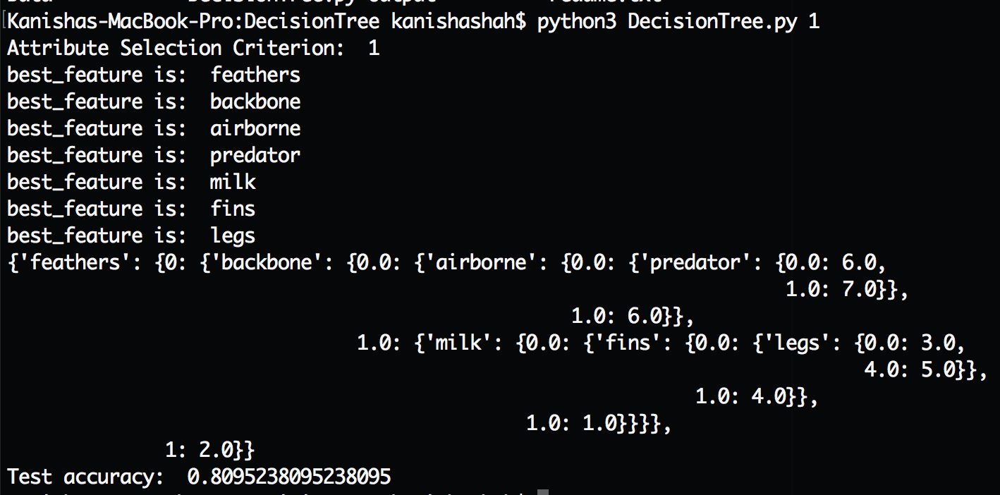 Kanishas-MacBook-Pro:DecisionTree kanishashah$ python3 DecisionTree.py 1
Attribute Selection Criterion:  1
best_feature is:  feathers
best_feature is:  backbone
best_feature is:  airborne
best_feature is:  predator
best_feature is:  milk
best_feature is:  fins
best_feature is:  legs
{'feathers': {0: {'backbone': {0.0: {'airborne': {0.0: {'predator': {0.0: 6.0,
1.0: 7.0}},
1.0: 6.0}},
1.0: {'milk': {0.0: {'fins': {0.0: {'legs': {0.0: 3.0,
4.0: 5.0}},
1.0: 4.0}},
1.0: 1.0}}}},
1: 2.0}}
Test accuracy:  0.8095238095238095